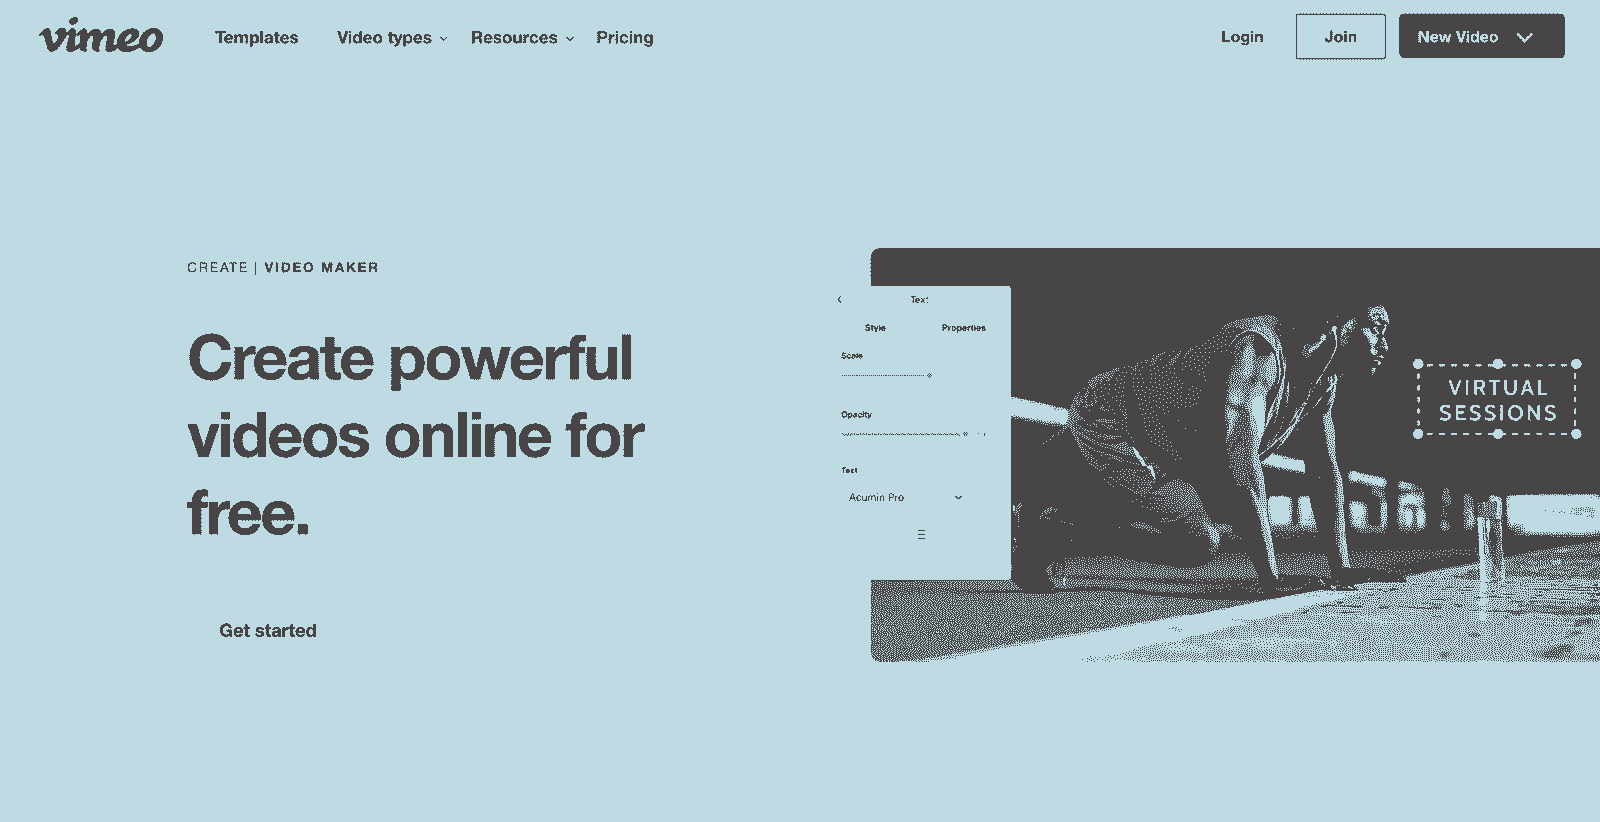 vimeo
Templates
Video types
Resources
Pricing
Login
Join
New Video
CREATE | VIDEO MAKER
Create powerful
videos online for
free.
Get started
Text
Style
Properties
Scale
Opacity
Text
Acumin Pro
VIRTUAL
SESSIONS